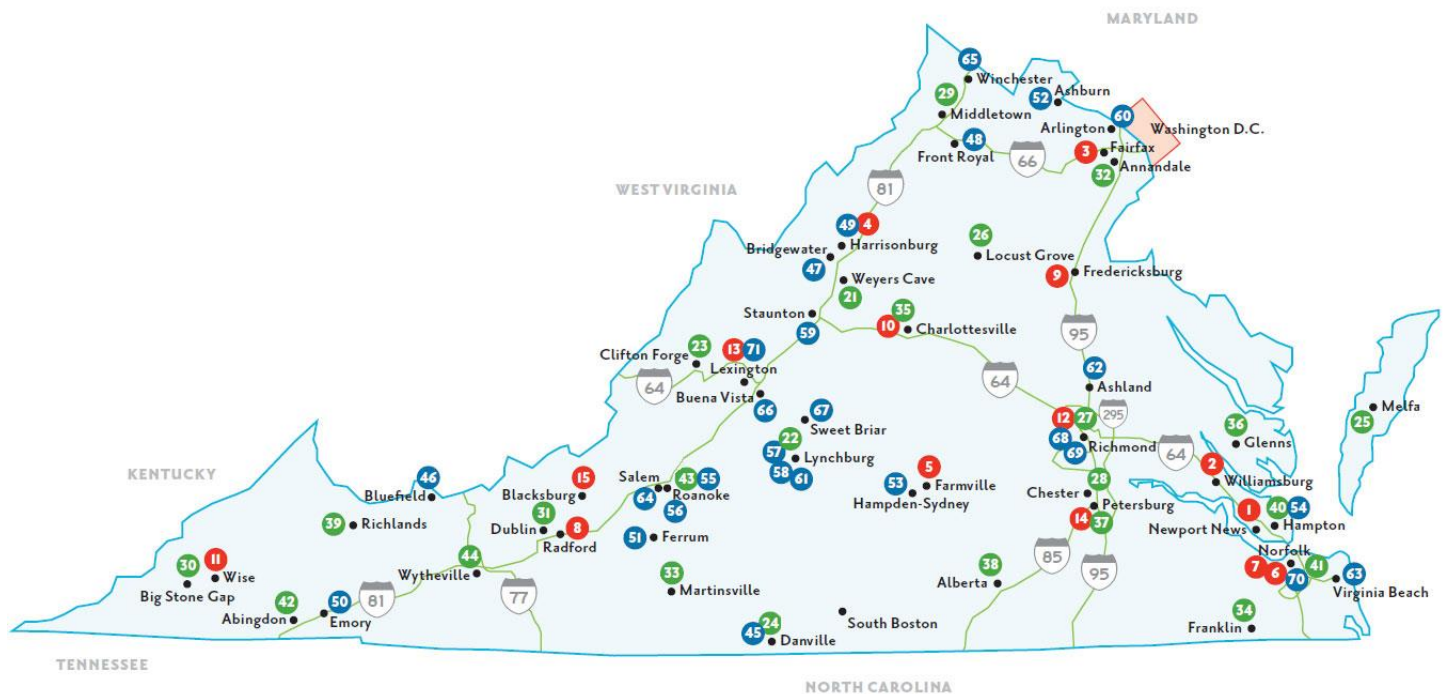 MARYLAND
65
Winchester
29
52
Ashburn
Middletown
60
Arlington
Washington D.C.
48
Front Royal
3
Fairfax
66
32
Annandale
81
WEST VIRGINIA
49
4
Harrisonburg
Bridgewater
47
26
Locust Grove
9
Fredericksburg
Weyers Cave
21
Staunton
59
35
10
Charlottesville
95
23
Clifton Forge
13
71
Lexington
64
Buena Vista
66
64
62
Ashland
295
12
27
68
69
Richmond
67
Sweet Briar
22
57
Lynchburg
58
61
36
Glenns
64
2
Williamsburg
25
Melfa
KENTUCKY
46
Bluefield
15
Blacksburg
Salem
43
55
64
Roanoke
56
5
53
Farmville
Hampden-Sydney
28
Chester
Petersburg
14
37
1
40
54
Hampton
Newport News
39
Richlands
31
Dublin
8
Radford
51
Ferrum
Norfolk
7
6
70
41
63
Virginia Beach
30
11
Wise
Big Stone Gap
44
Wytheville
33
Martinsville
38
Alberta
85
95
42
Abingdon
50
Emory
81
77
South Boston
34
Franklin
45
24
Danville
TENNESSEE
NORTH CAROLINA